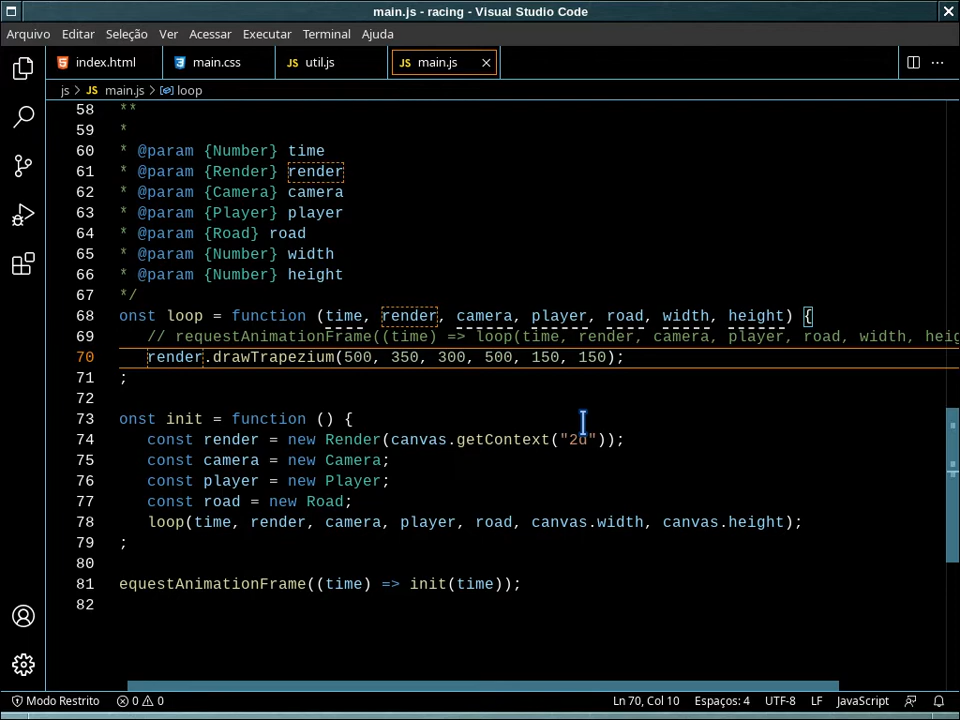 main.js - racing - Visual Studio Code
Arquivo Editar Seleção Ver Acessar Executar Terminal Ajuda
index.html main.css JS util.js JS main.js
js > JS main.js > loop
58 **
59 *
60 * @param {Number} time
61 * @param {Render} render
62 * @param {Camera} camera
63 * @param {Player} player
64 * @param {Road} road
65 * @param {Number} width
66 * @param {Number} height
67 */
68 onst loop = function (time, render, camera, player, road, width, height) {
69 // requestAnimationFrame((time) => loop(time, render, camera, player, road, width, heig
70 render.drawTrapezium(500, 350, 300, 500, 150, 150);
71 ;
72
73 onst init = function () {
74 const render = new Render(canvas.getContext("2d"));
75 const camera = new Camera;
76 const player = new Player;
77 const road = new Road;
78 loop(time, render, camera, player, road, canvas.width, canvas.height);
79 ;
80
81 equestAnimationFrame((time) => init(time));
82
Modo Restrito 0 0 Ln 70, Col 10 Espaços: 4 UTF-8 LF JavaScript